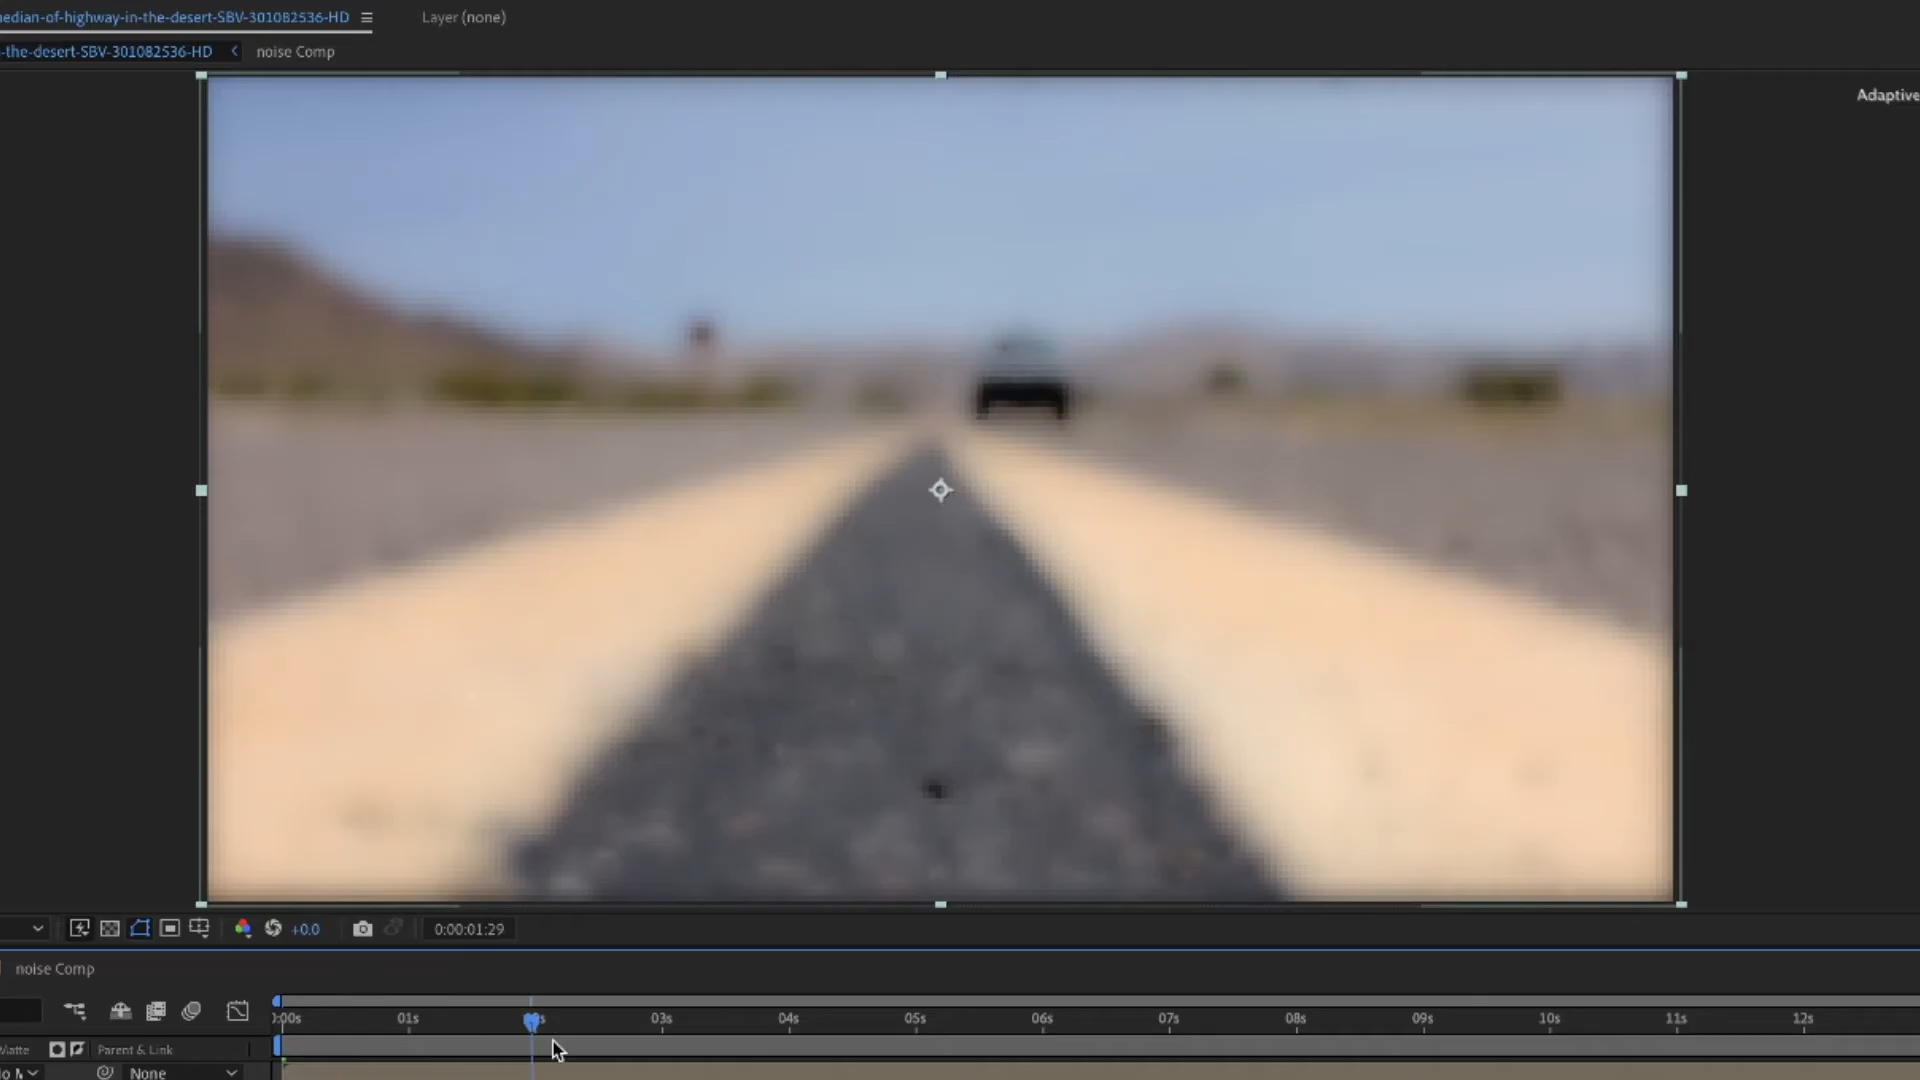 edian-of-highway-in-the-desert-SBV-301082536-HD
Layer (none)
-the-desert-SBV-301082536-HD
noise Comp
Adaptive
+0.0
0:00:01:29
noise Comp
:00s 01s 03s 04s 05s 06s 07s 08s 09s 10s 11s 12s
Matte Parent & Link
None